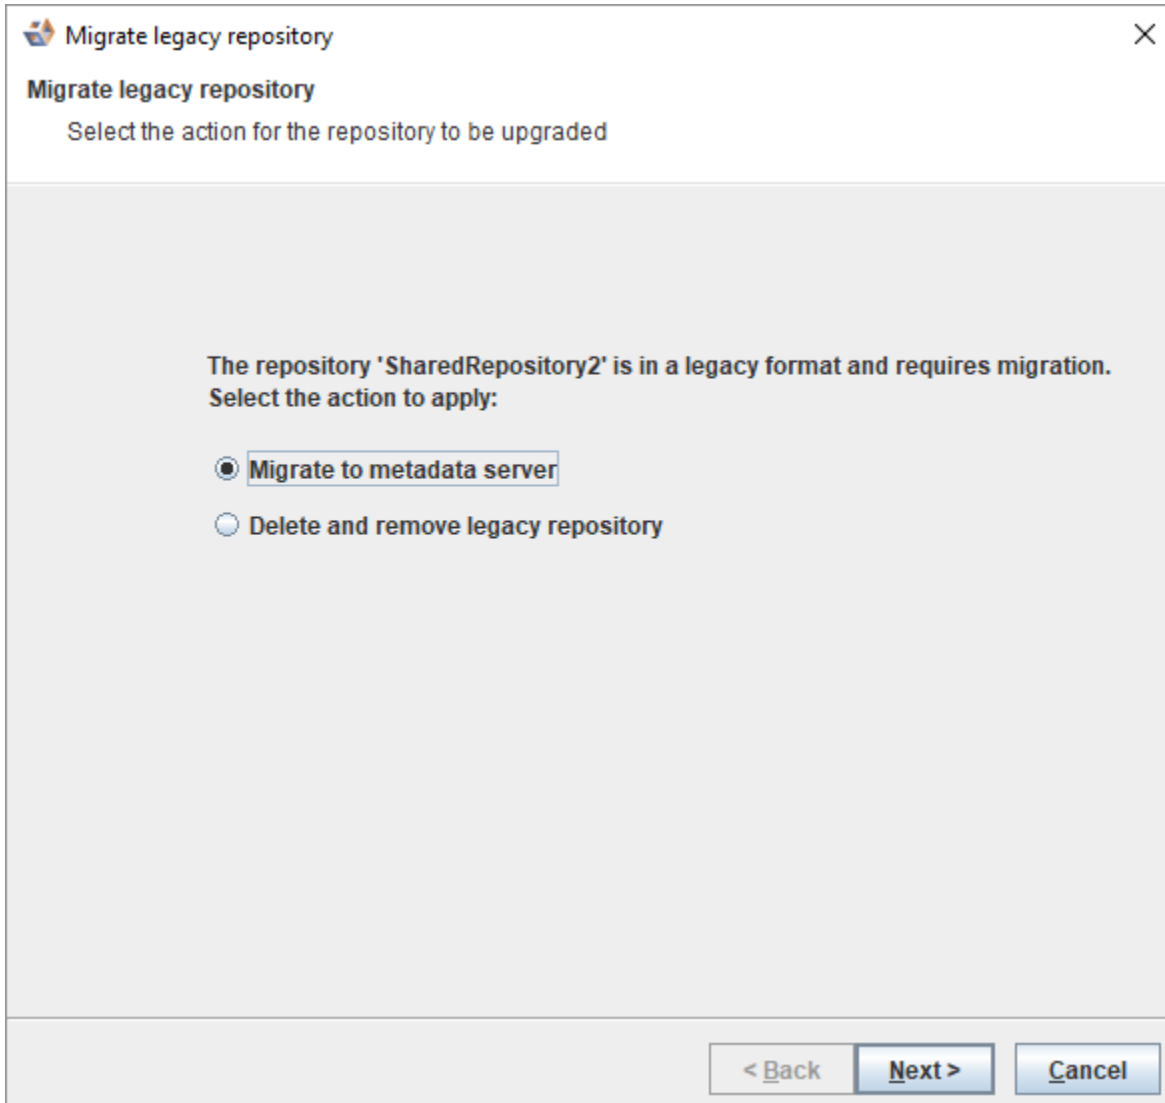 Migrate legacy repository
Migrate legacy repository
Select the action for the repository to be upgraded
The repository 'SharedRepository2' is in a legacy format and requires migration.
Select the action to apply:
Migrate to metadata server
Delete and remove legacy repository
< Back
Next >
Cancel